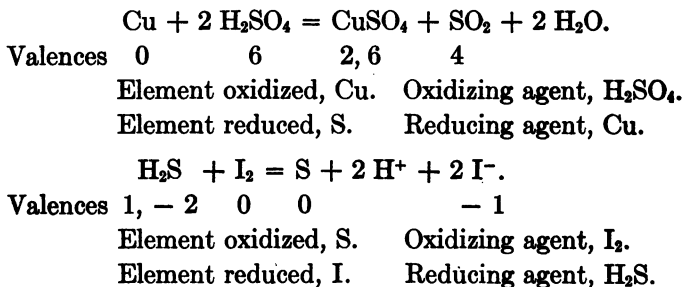 Cu + 2 H₂SO₄ = CuSO₄ + SO₂ + 2 H₂O.
Valences 0 6 2, 6 4
Element oxidized, Cu. Oxidizing agent, H₂SO₄.
Element reduced, S. Reducing agent, Cu.
H₂S + I₂ = S + 2 H⁺ + 2 I⁻.
Valences 1, − 2 0 0 − 1
Element oxidized, S. Oxidizing agent, I₂.
Element reduced, I. Reducing agent, H₂S.